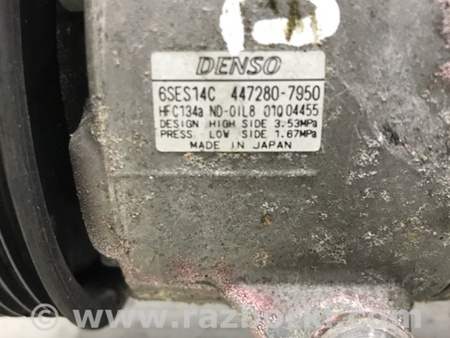 DENSO
6SES14C 447280-7950
HFC134a ND-OIL8 01004455
DESIGN HIGH SIDE 3.53MPa
PRESS. LOW SIDE 1.67MPa
MADE IN JAPAN